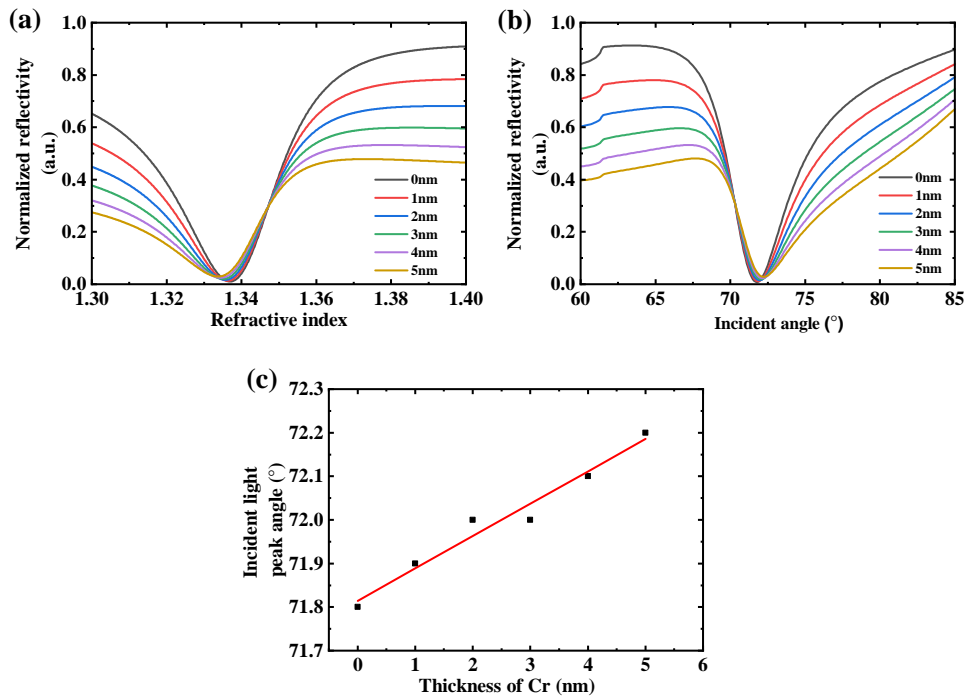 (a)
1.0
0.8
0.6
0.4
0.2
0.0
Normalized reflectivity
(a.u.)
0nm
1nm
2nm
3nm
4nm
5nm
1.30 1.32 1.34 1.36 1.38 1.40
Refractive index
(b)
1.0
0.8
0.6
0.4
0.2
0.0
Normalized reflectivity
(a.u.)
0nm
1nm
2nm
3nm
4nm
5nm
60 65 70 75 80 85
Incident angle (°)
(c)
72.3
72.2
72.1
72.0
71.9
71.8
71.7
Incident light
peak angle (°)
0 1 2 3 4 5 6
Thickness of Cr (nm)